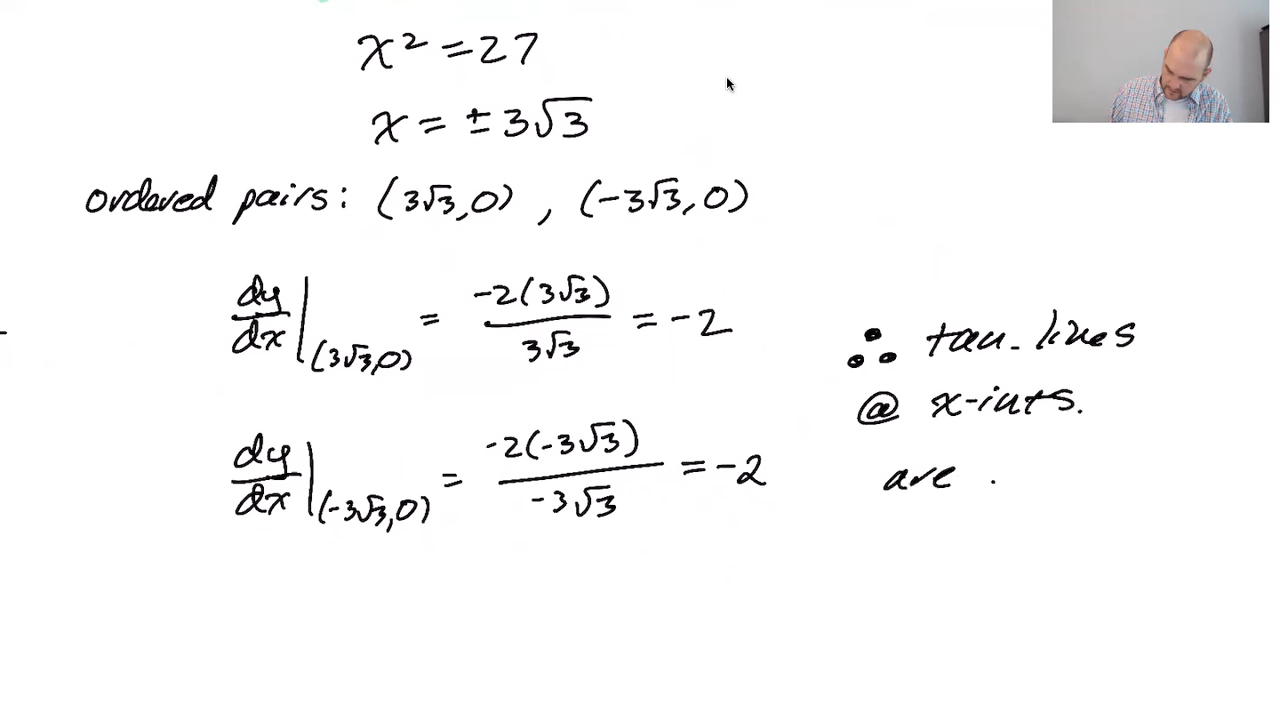 x² = 27
x = ± 3√3
ordered pairs: (3√3, 0) , (-3√3, 0)
dy/dx |(3√3, 0) = -2(3√3)/3√3 = -2
dy/dx |(-3√3, 0) = -2(-3√3)/-3√3 = -2
∴ tan. lines
@ x-ints.
are .